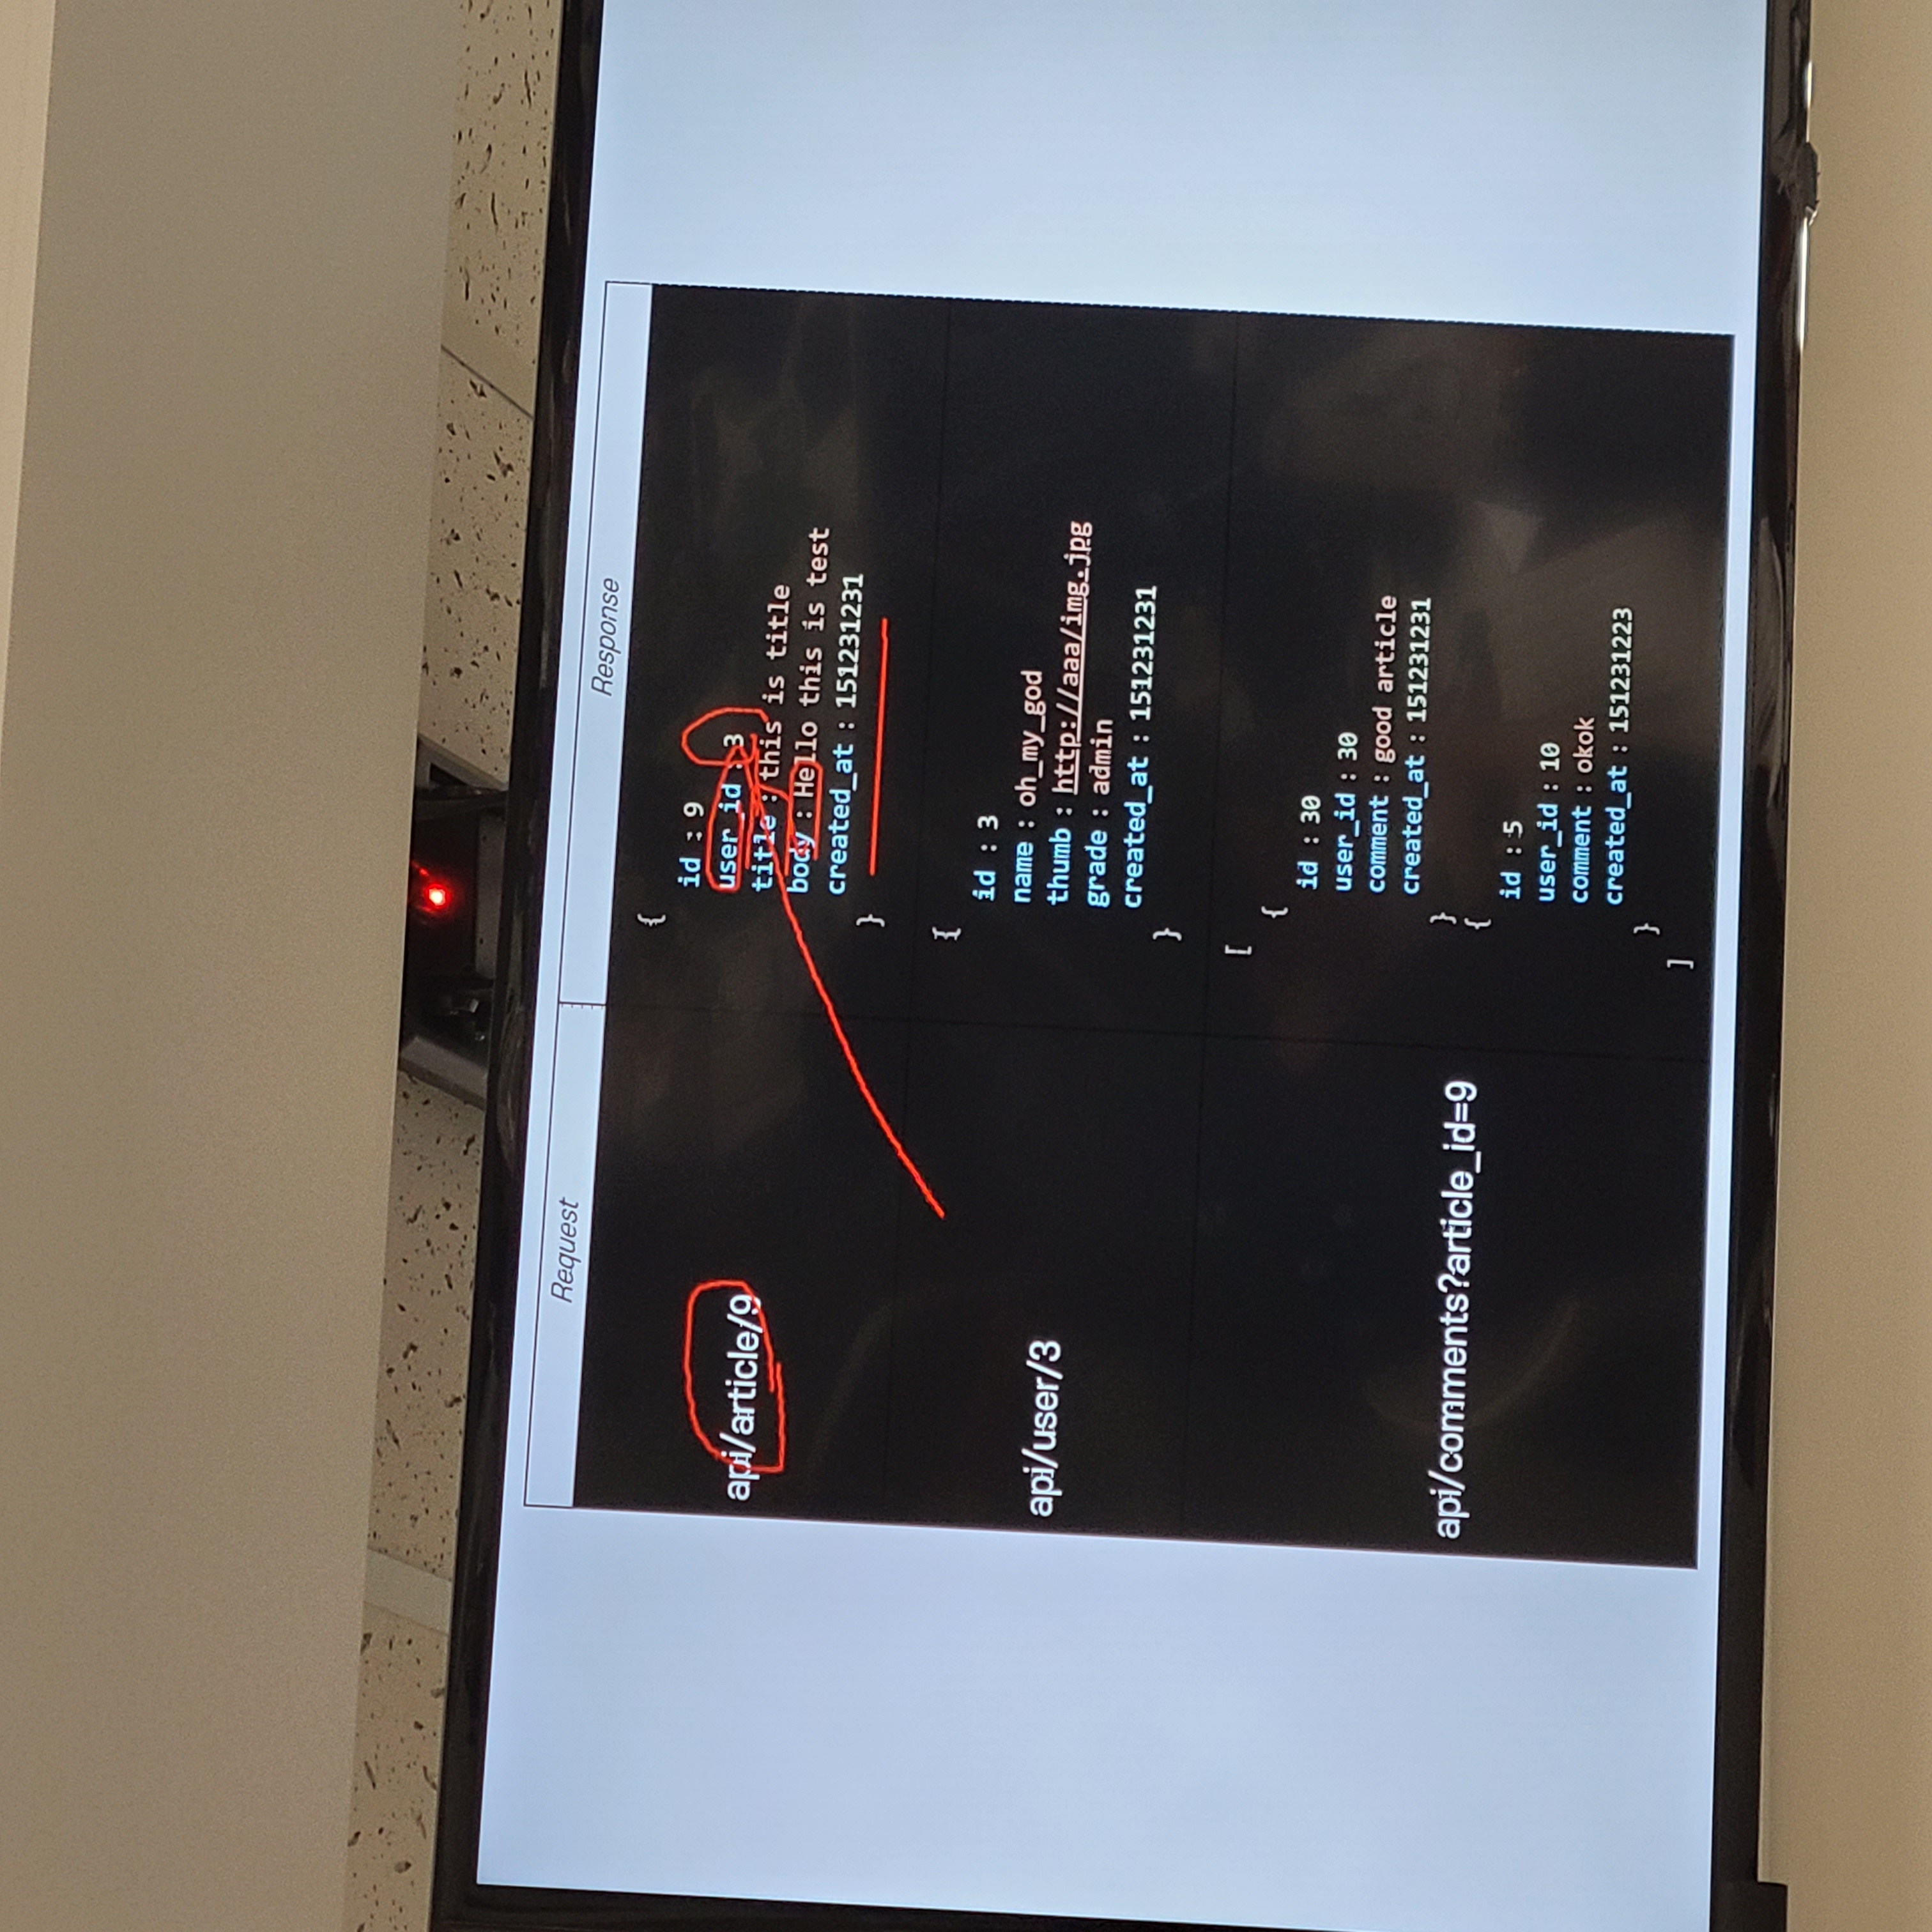 Request
Response
api/article/9
{
id : 9
user_id : 3
title : this is title
body : Hello this is test
created_at : 151231231
}
api/user/3
{
id : 3
name : oh_my_god
thumb : http://aaa/img.jpg
grade : admin
created_at : 151231231
}
api/comments?article_id=9
[
{
id : 30
user_id : 30
comment : good article
created_at : 151231231
}
{
id : 5
user_id : 10
comment : okok
created_at : 151231223
}
]